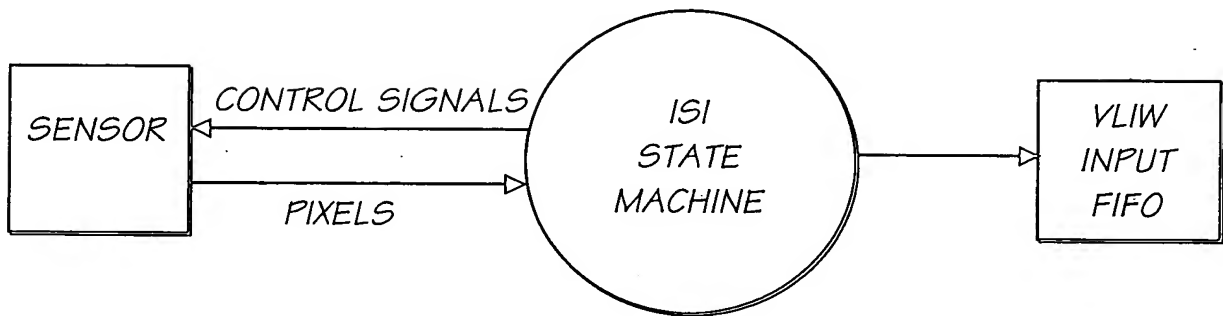 SENSOR
CONTROL SIGNALS
PIXELS
ISI
STATE
MACHINE
VLIW
INPUT
FIFO